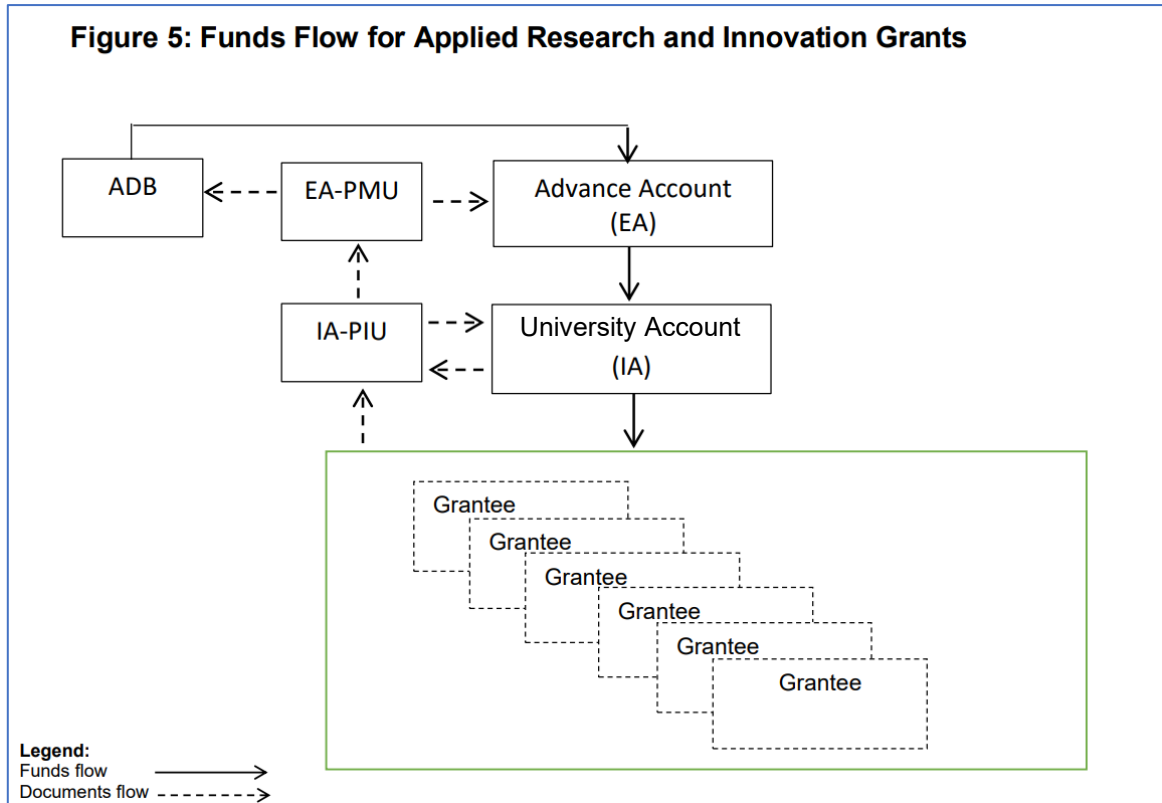 Figure 5: Funds Flow for Applied Research and Innovation Grants
ADB
EA-PMU
Advance Account
(EA)
IA-PIU
University Account
(IA)
Grantee
Grantee
Grantee
Grantee
Grantee
Grantee
Legend:
Funds flow
Documents flow